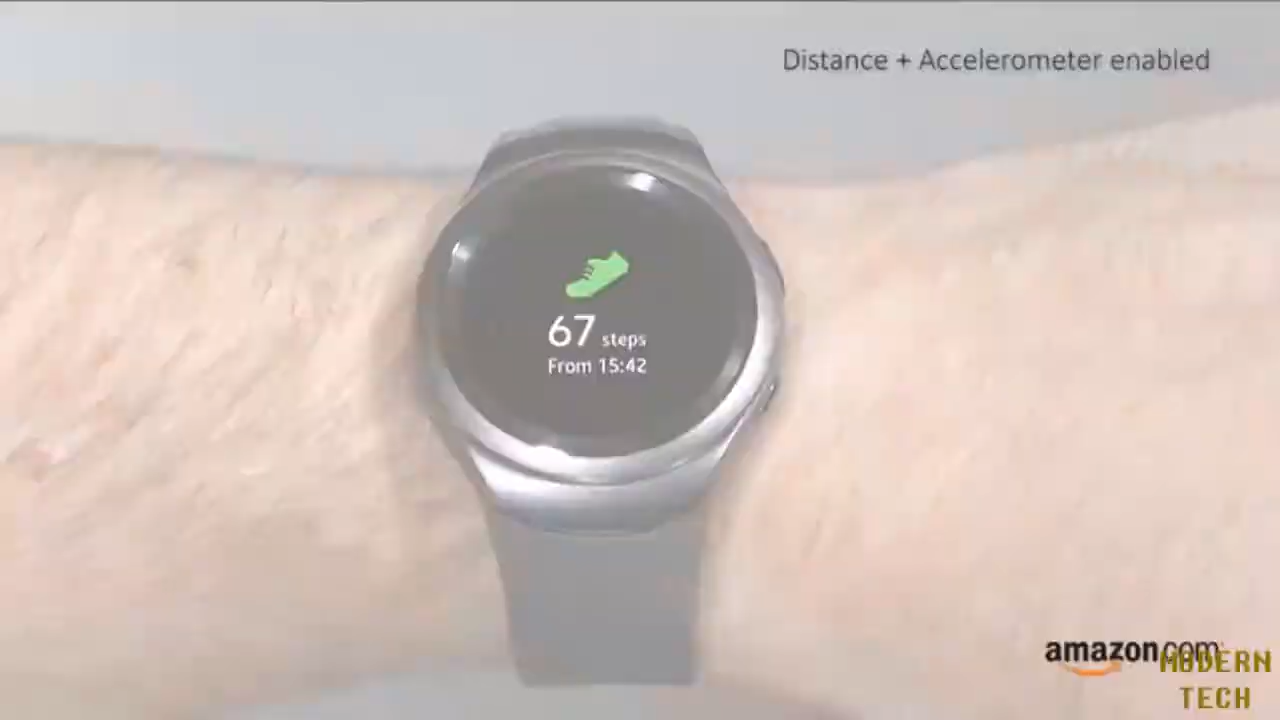 Distance + Accelerometer enabled
67 steps
From 15:42
amazon.com
MODERN
TECH